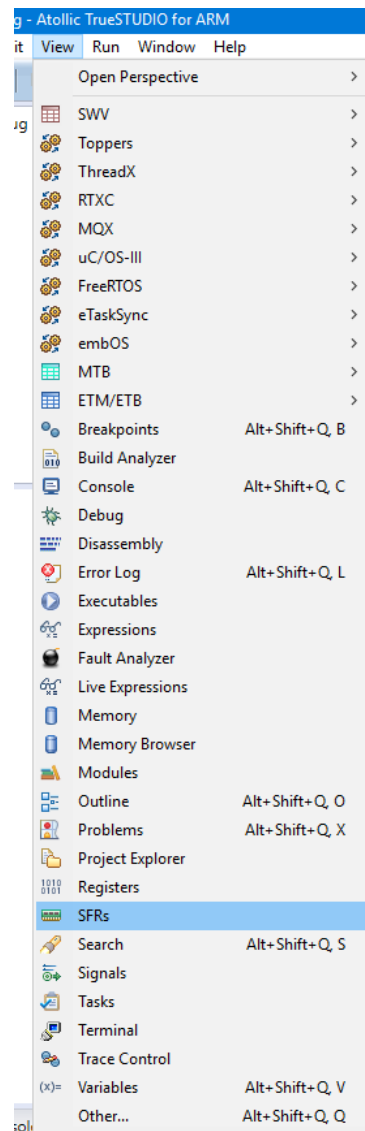 g - Atollic TrueSTUDIO for ARM
it View Run Window Help
Open Perspective
ug
SWV
Toppers
ThreadX
RTXC
MQX
uC/OS-III
FreeRTOS
eTaskSync
embOS
MTB
ETM/ETB
Breakpoints Alt+Shift+Q, B
Build Analyzer
Console Alt+Shift+Q, C
Debug
Disassembly
Error Log Alt+Shift+Q, L
Executables
Expressions
Fault Analyzer
Live Expressions
Memory
Memory Browser
Modules
Outline Alt+Shift+Q, O
Problems Alt+Shift+Q, X
Project Explorer
Registers
SFRs
Search Alt+Shift+Q, S
Signals
Tasks
Terminal
Trace Control
(x)= Variables Alt+Shift+Q, V
Other... Alt+Shift+Q, Q